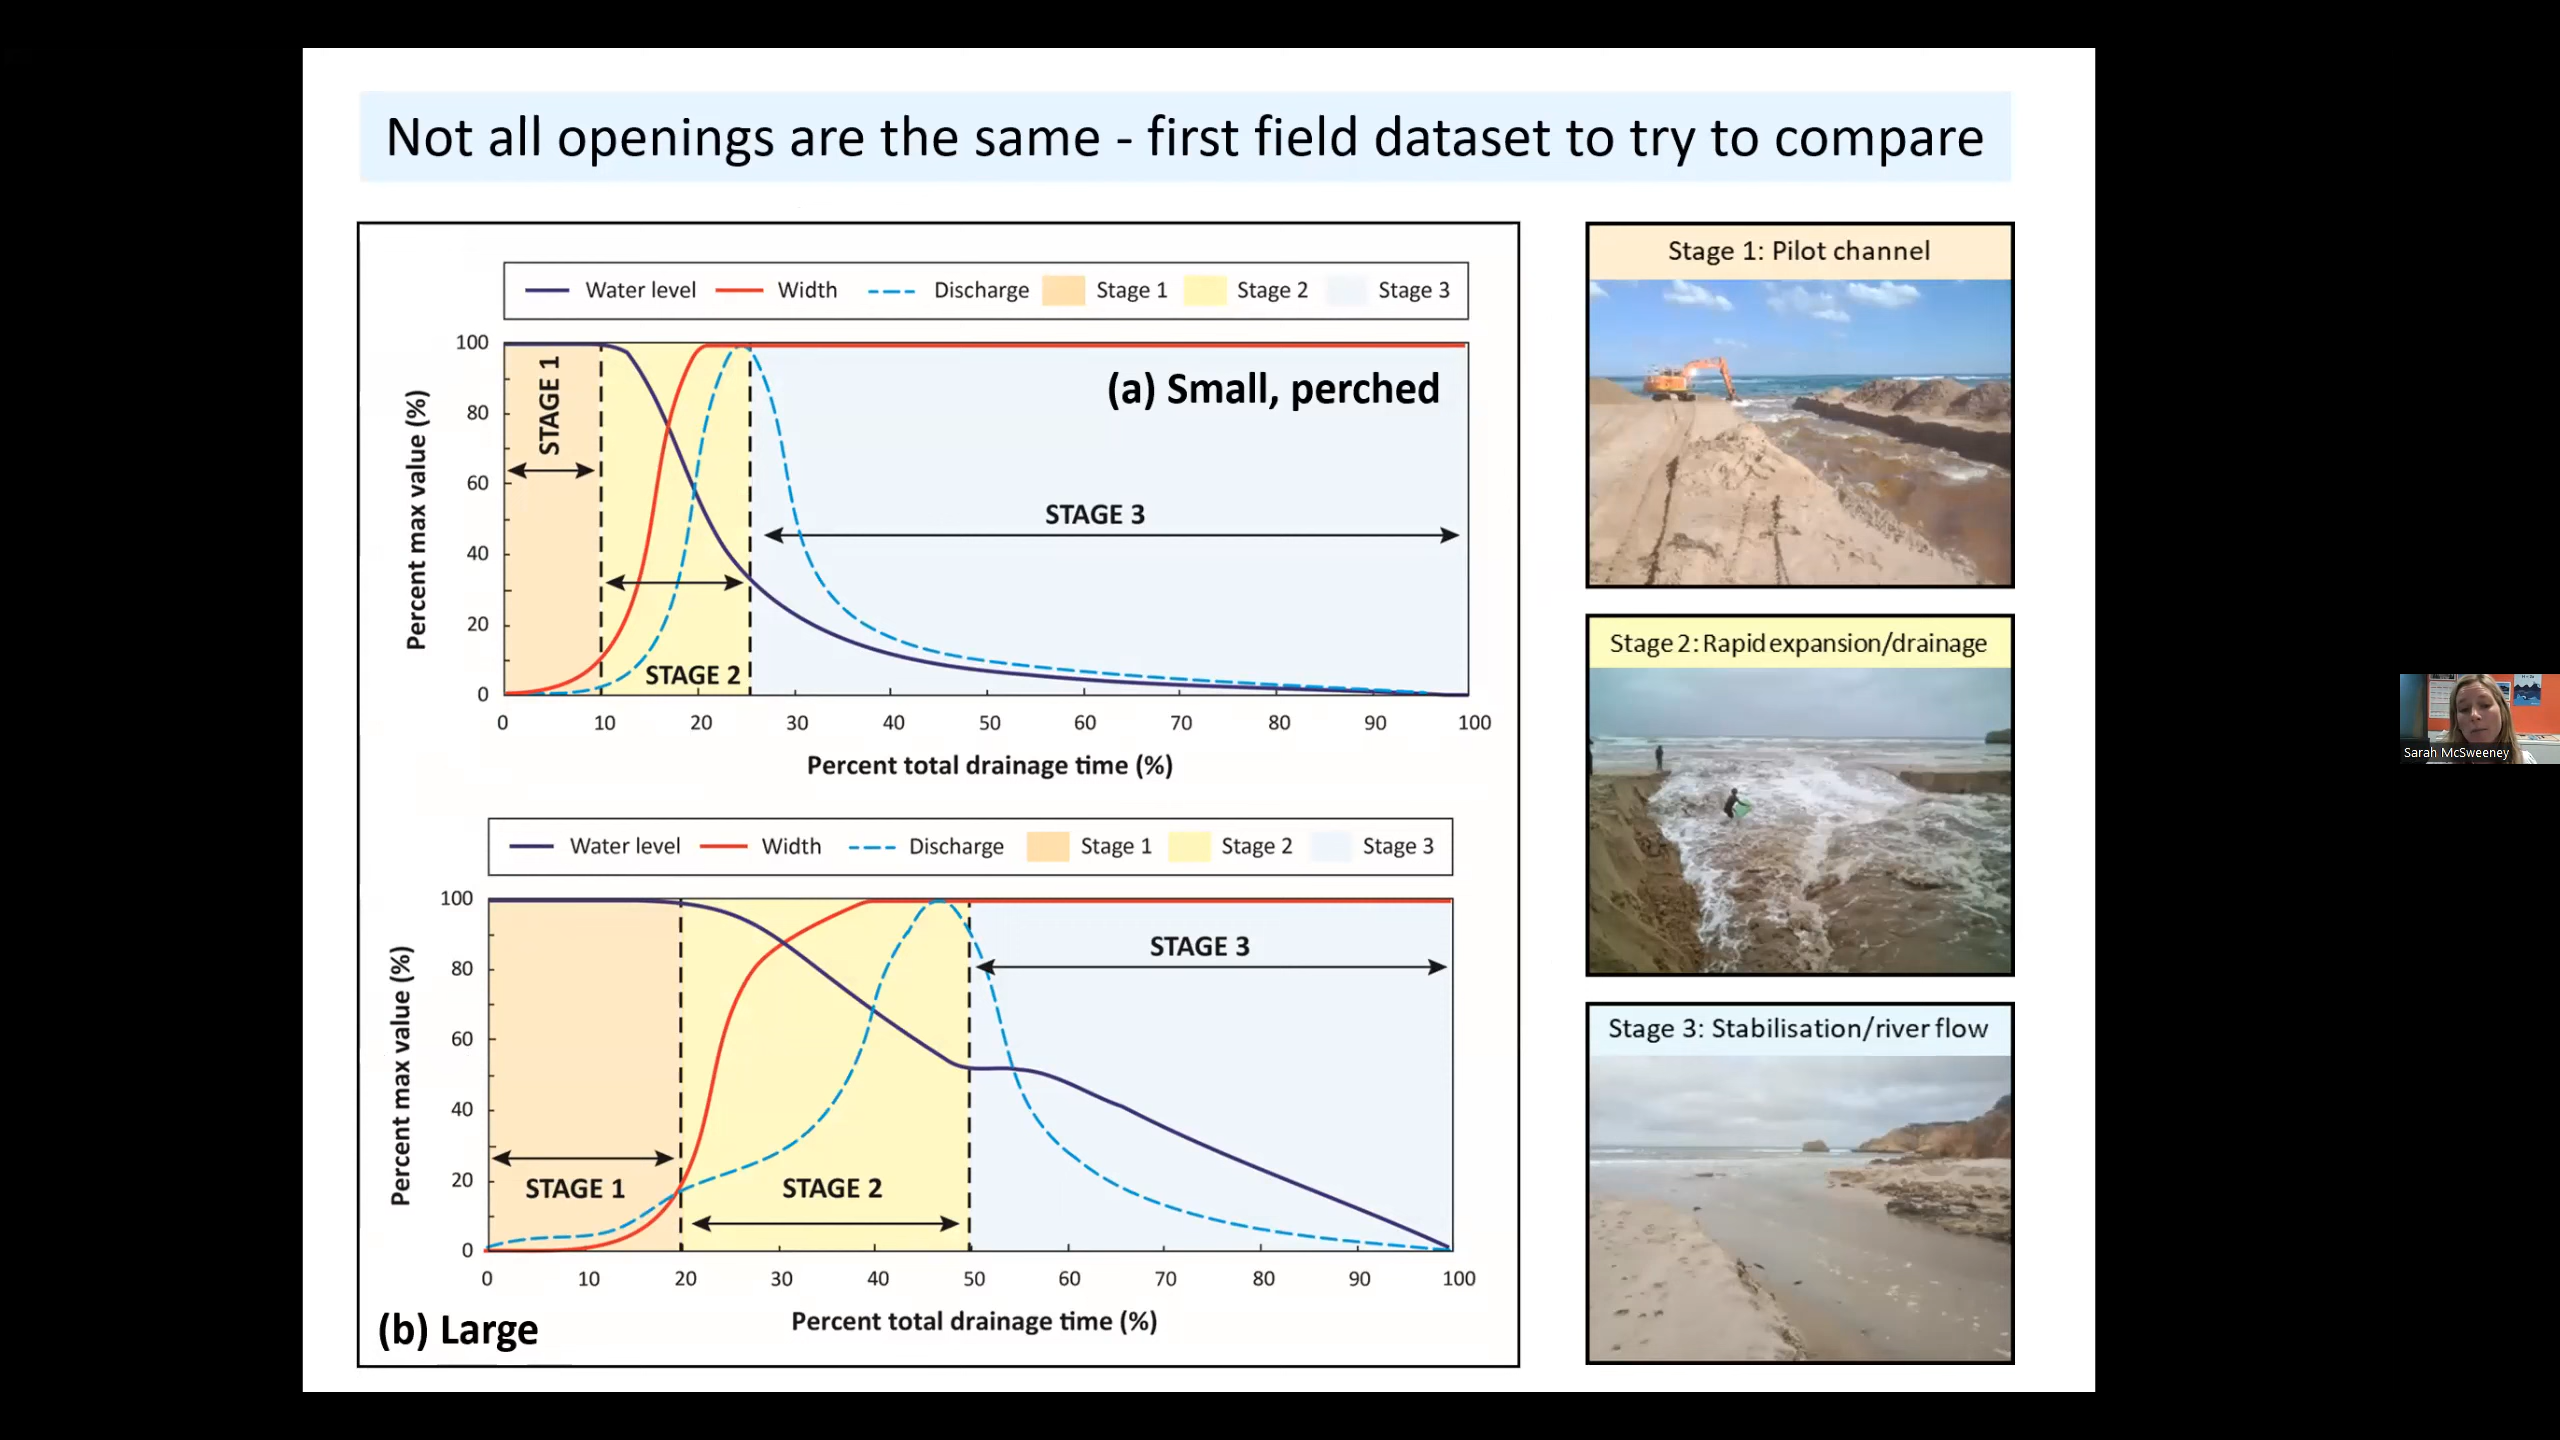 Not all openings are the same - first field dataset to try to compare
Water level Width Discharge Stage 1 Stage 2 Stage 3
Percent max value (%)
100
80
60
40
20
0
STAGE 1
STAGE 2
STAGE 3
(a) Small, perched
0 10 20 30 40 50 60 70 80 90 100
Percent total drainage time (%)
Water level Width Discharge Stage 1 Stage 2 Stage 3
Percent max value (%)
100
80
60
40
20
0
STAGE 1
STAGE 2
STAGE 3
0 10 20 30 40 50 60 70 80 90 100
Percent total drainage time (%)
(b) Large
Stage 1: Pilot channel
Stage 2: Rapid expansion/drainage
Stage 3: Stabilisation/river flow
Sarah McSweeney